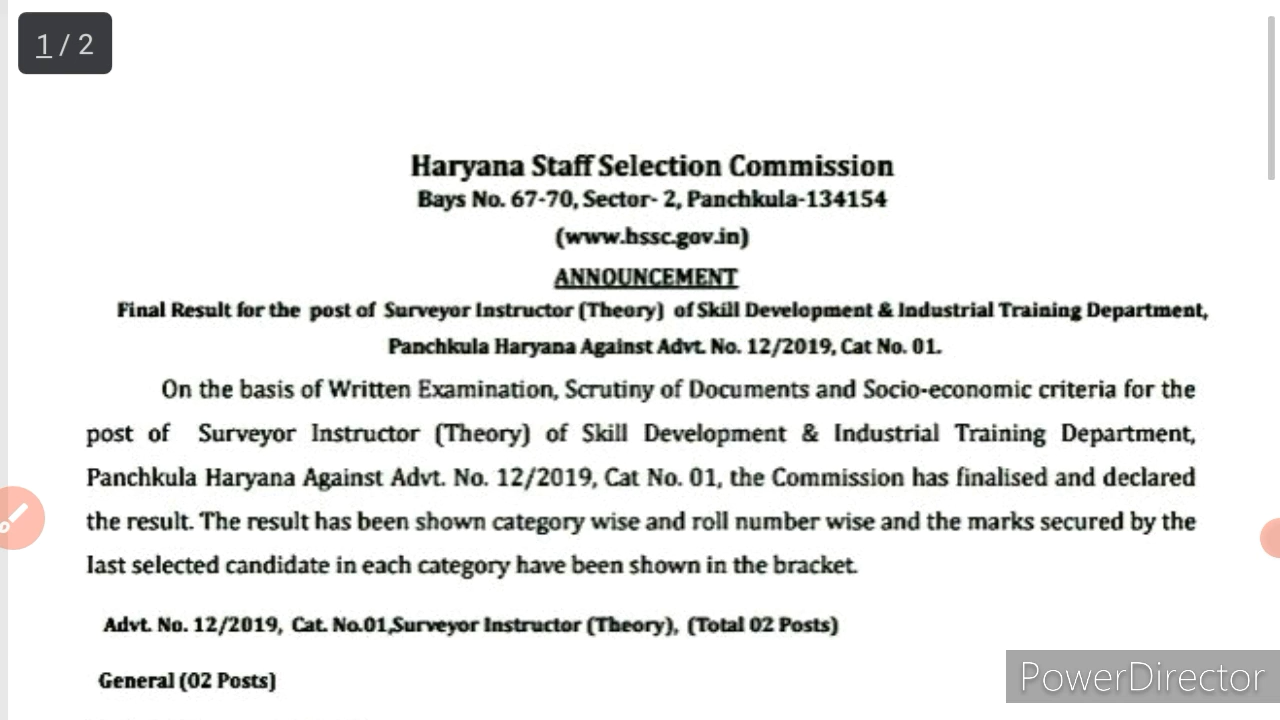 1 / 2
Haryana Staff Selection Commission
Bays No. 67-70, Sector- 2, Panchkula-134154
(www.hssc.gov.in)
ANNOUNCEMENT
Final Result for the post of Surveyor Instructor (Theory) of Skill Development & Industrial Training Department,
Panchkula Haryana Against Advt. No. 12/2019, Cat No. 01.
On the basis of Written Examination, Scrutiny of Documents and Socio-economic criteria for the
post of Surveyor Instructor (Theory) of Skill Development & Industrial Training Department,
Panchkula Haryana Against Advt. No. 12/2019, Cat No. 01, the Commission has finalised and declared
the result. The result has been shown category wise and roll number wise and the marks secured by the
last selected candidate in each category have been shown in the bracket.
Advt. No. 12/2019, Cat. No.01,Surveyor Instructor (Theory), (Total 02 Posts)
General (02 Posts)
PowerDirector